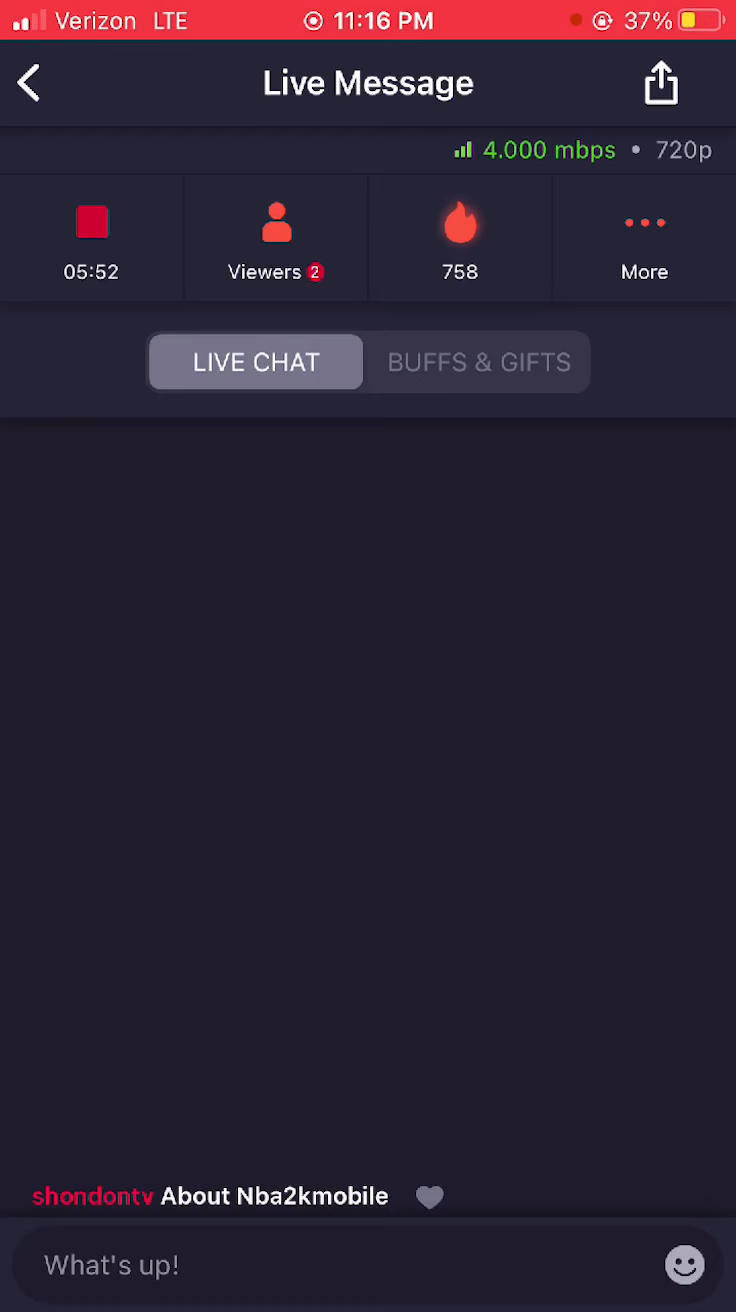 Verizon LTE 11:16 PM 37%
Live Message
4.000 mbps • 720p
05:52 Viewers 2 758 More
LIVE CHAT BUFFS & GIFTS
shondontv About Nba2kmobile
What's up!